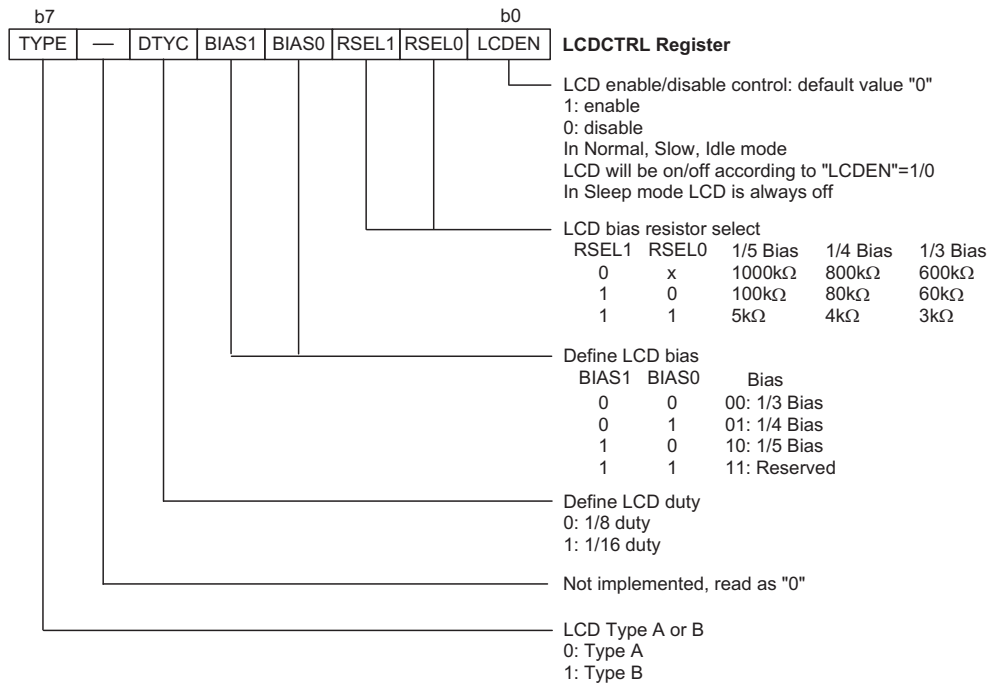 b7 b0
TYPE — DTYC BIAS1 BIAS0 RSEL1 RSEL0 LCDEN LCDCTRL Register
LCD enable/disable control: default value "0"
1: enable
0: disable
In Normal, Slow, Idle mode
LCD will be on/off according to "LCDEN"=1/0
In Sleep mode LCD is always off
LCD bias resistor select
RSEL1 RSEL0 1/5 Bias 1/4 Bias 1/3 Bias
0 x 1000kΩ 800kΩ 600kΩ
1 0 100kΩ 80kΩ 60kΩ
1 1 5kΩ 4kΩ 3kΩ
Define LCD bias
BIAS1 BIAS0 Bias
0 0 00: 1/3 Bias
0 1 01: 1/4 Bias
1 0 10: 1/5 Bias
1 1 11: Reserved
Define LCD duty
0: 1/8 duty
1: 1/16 duty
Not implemented, read as "0"
LCD Type A or B
0: Type A
1: Type B